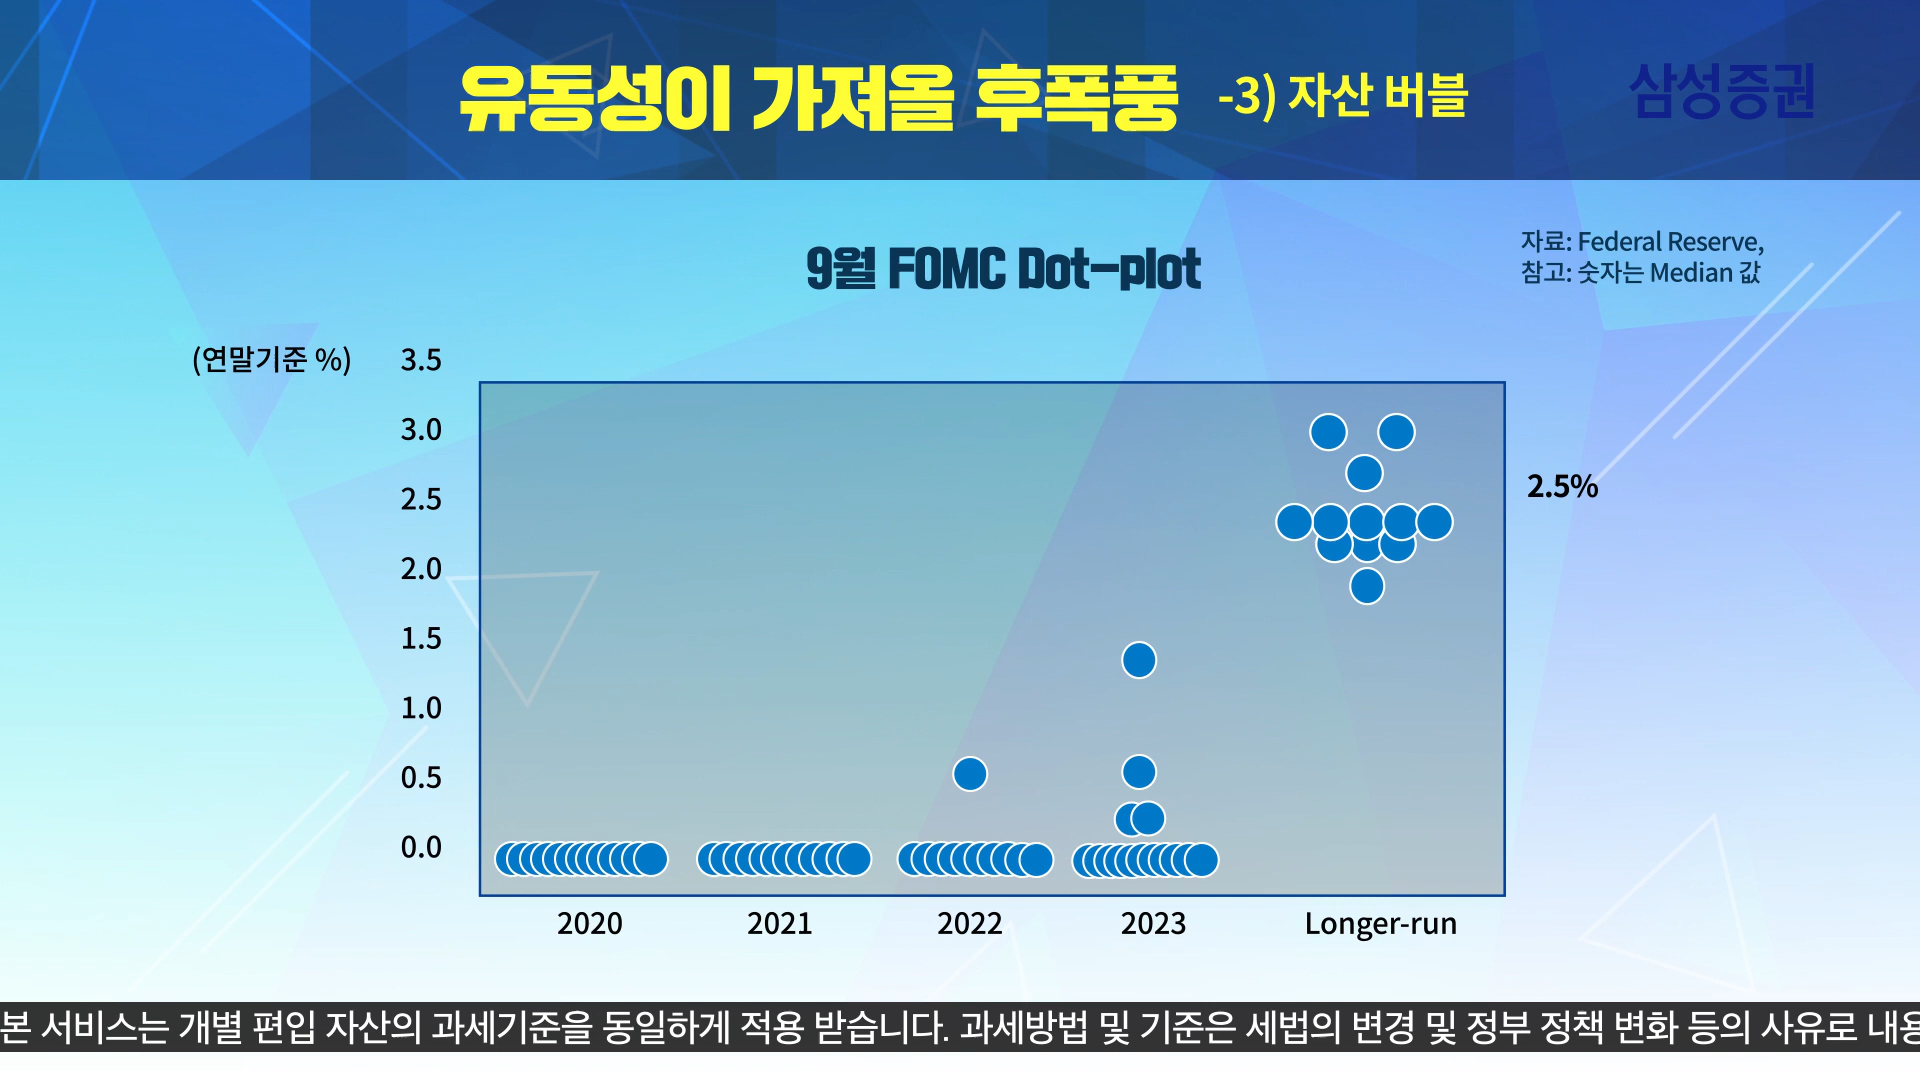 유동성이 가져올 후폭풍 -3) 자산 버블
삼성증권
9월 FOMC Dot-plot
자료: Federal Reserve,
참고: 숫자는 Median 값
(연말기준 %)
3.5
3.0
2.5
2.0
1.5
1.0
0.5
0.0
2.5%
2020 2021 2022 2023 Longer-run
본 서비스는 개별 편입 자산의 과세기준을 동일하게 적용 받습니다. 과세방법 및 기준은 세법의 변경 및 정부 정책 변화 등의 사유로 내용